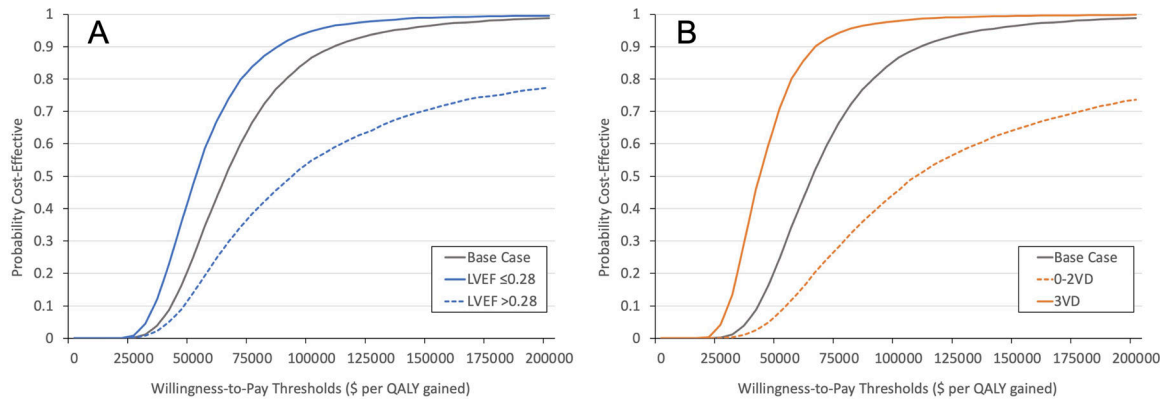 A
Probability Cost-Effective
1
0.9
0.8
0.7
0.6
0.5
0.4
0.3
0.2
0.1
0
Base Case
LVEF ≤0.28
LVEF >0.28
0 25000 50000 75000 100000 125000 150000 175000 200000
Willingness-to-Pay Thresholds ($ per QALY gained)
B
Probability Cost-Effective
1
0.9
0.8
0.7
0.6
0.5
0.4
0.3
0.2
0.1
0
Base Case
0-2VD
3VD
0 25000 50000 75000 100000 125000 150000 175000 200000
Willingness-to-Pay Thresholds ($ per QALY gained)